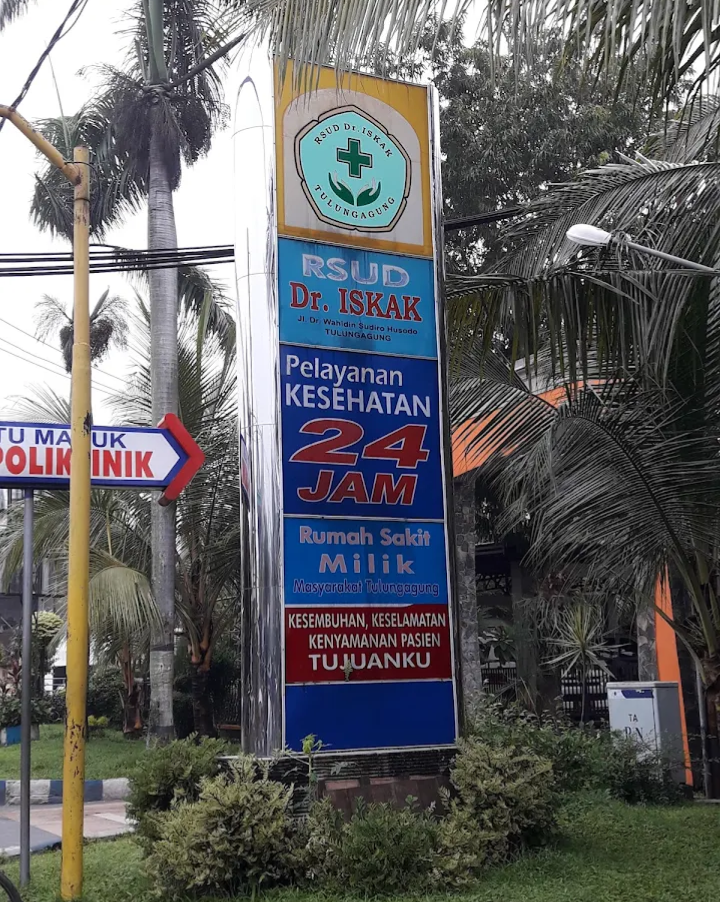 RSUD Dr. ISKAK
TULUNGAGUNG
RSUD
Dr. ISKAK
Jl. Dr. Wahidin Sudiro Husodo
TULUNGAGUNG
Pelayanan
KESEHATAN
24
JAM
Rumah Sakit
Milik
Masyarakat Tulungagung
KESEMBUHAN, KESELAMATAN
KENYAMANAN PASIEN
TUJUANKU
POLIKLINIK
TA